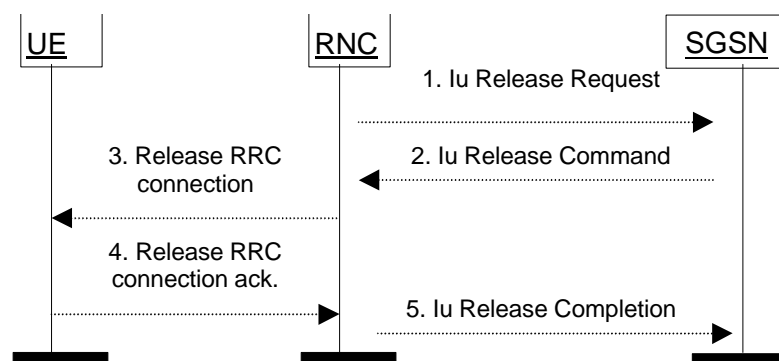 UE
RNC
SGSN
1. Iu Release Request
2. Iu Release Command
3. Release RRC
connection
4. Release RRC
connection ack.
5. Iu Release Completion